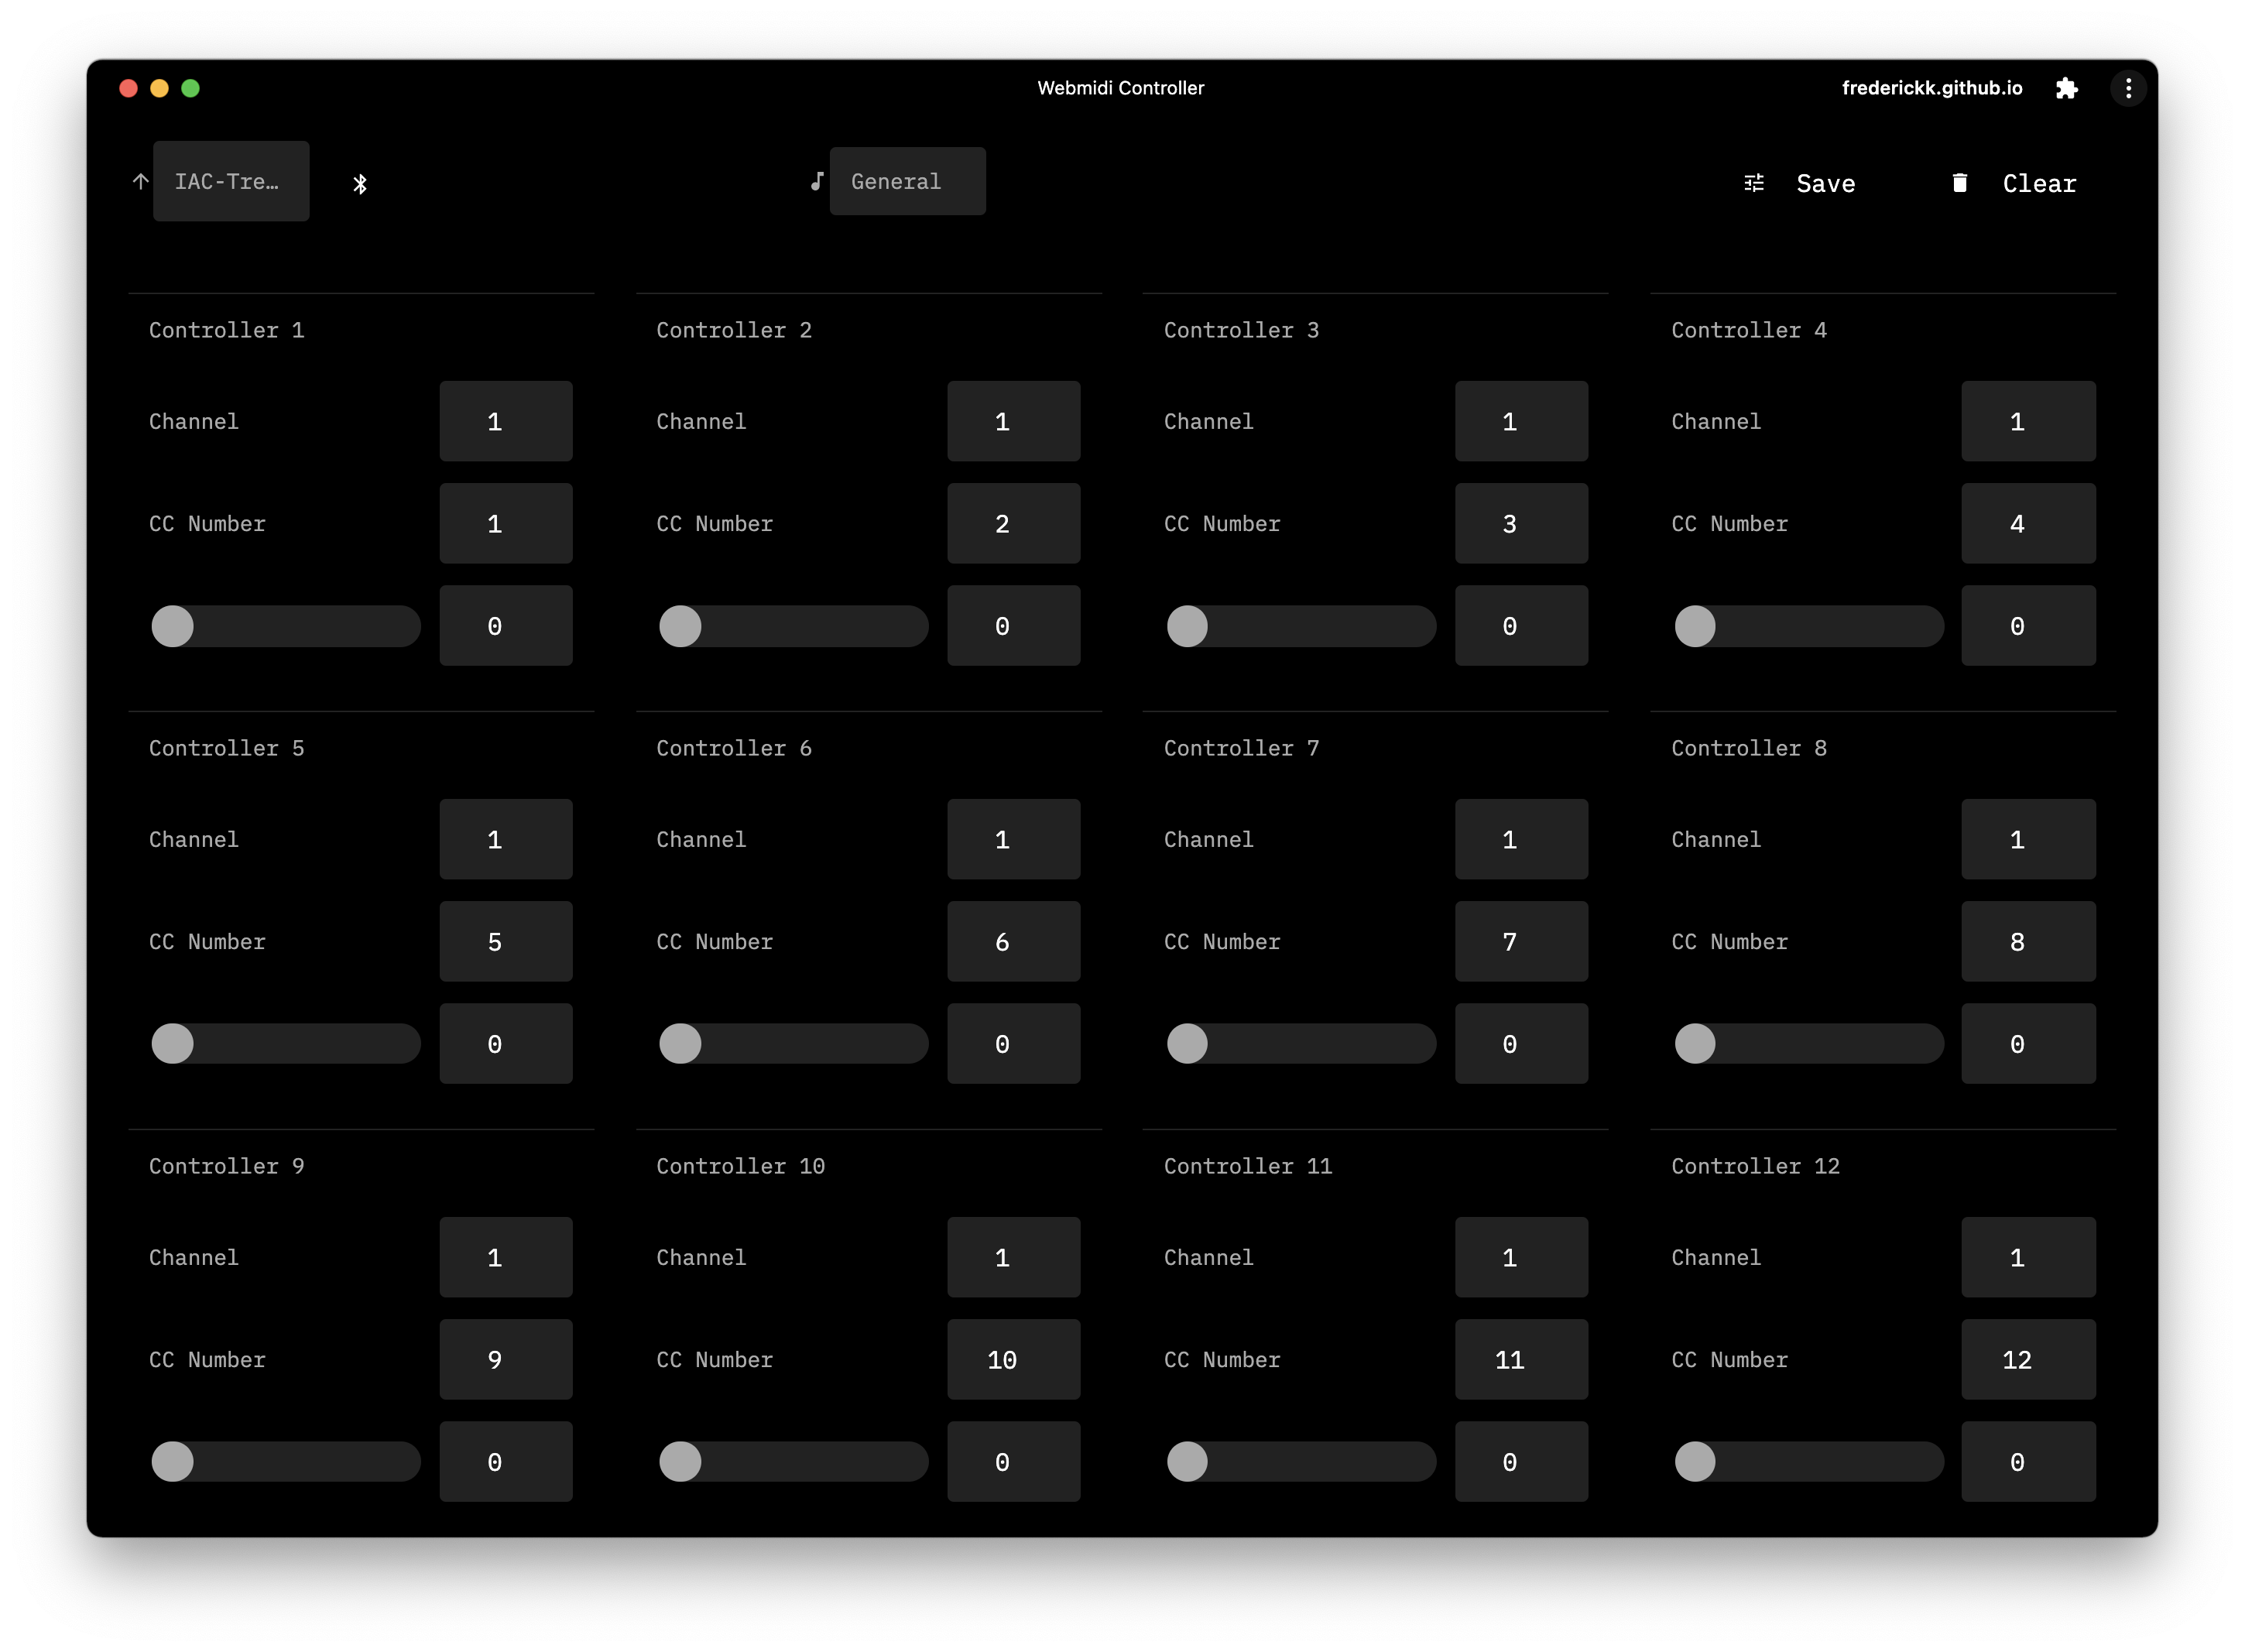 Webmidi Controller
frederickk.github.io
IAC-Tre…
General
Save
Clear
Controller 1
Controller 2
Controller 3
Controller 4
Channel 1
Channel 1
Channel 1
Channel 1
CC Number 1
CC Number 2
CC Number 3
CC Number 4
0
0
0
0
Controller 5
Controller 6
Controller 7
Controller 8
Channel 1
Channel 1
Channel 1
Channel 1
CC Number 5
CC Number 6
CC Number 7
CC Number 8
0
0
0
0
Controller 9
Controller 10
Controller 11
Controller 12
Channel 1
Channel 1
Channel 1
Channel 1
CC Number 9
CC Number 10
CC Number 11
CC Number 12
0
0
0
0